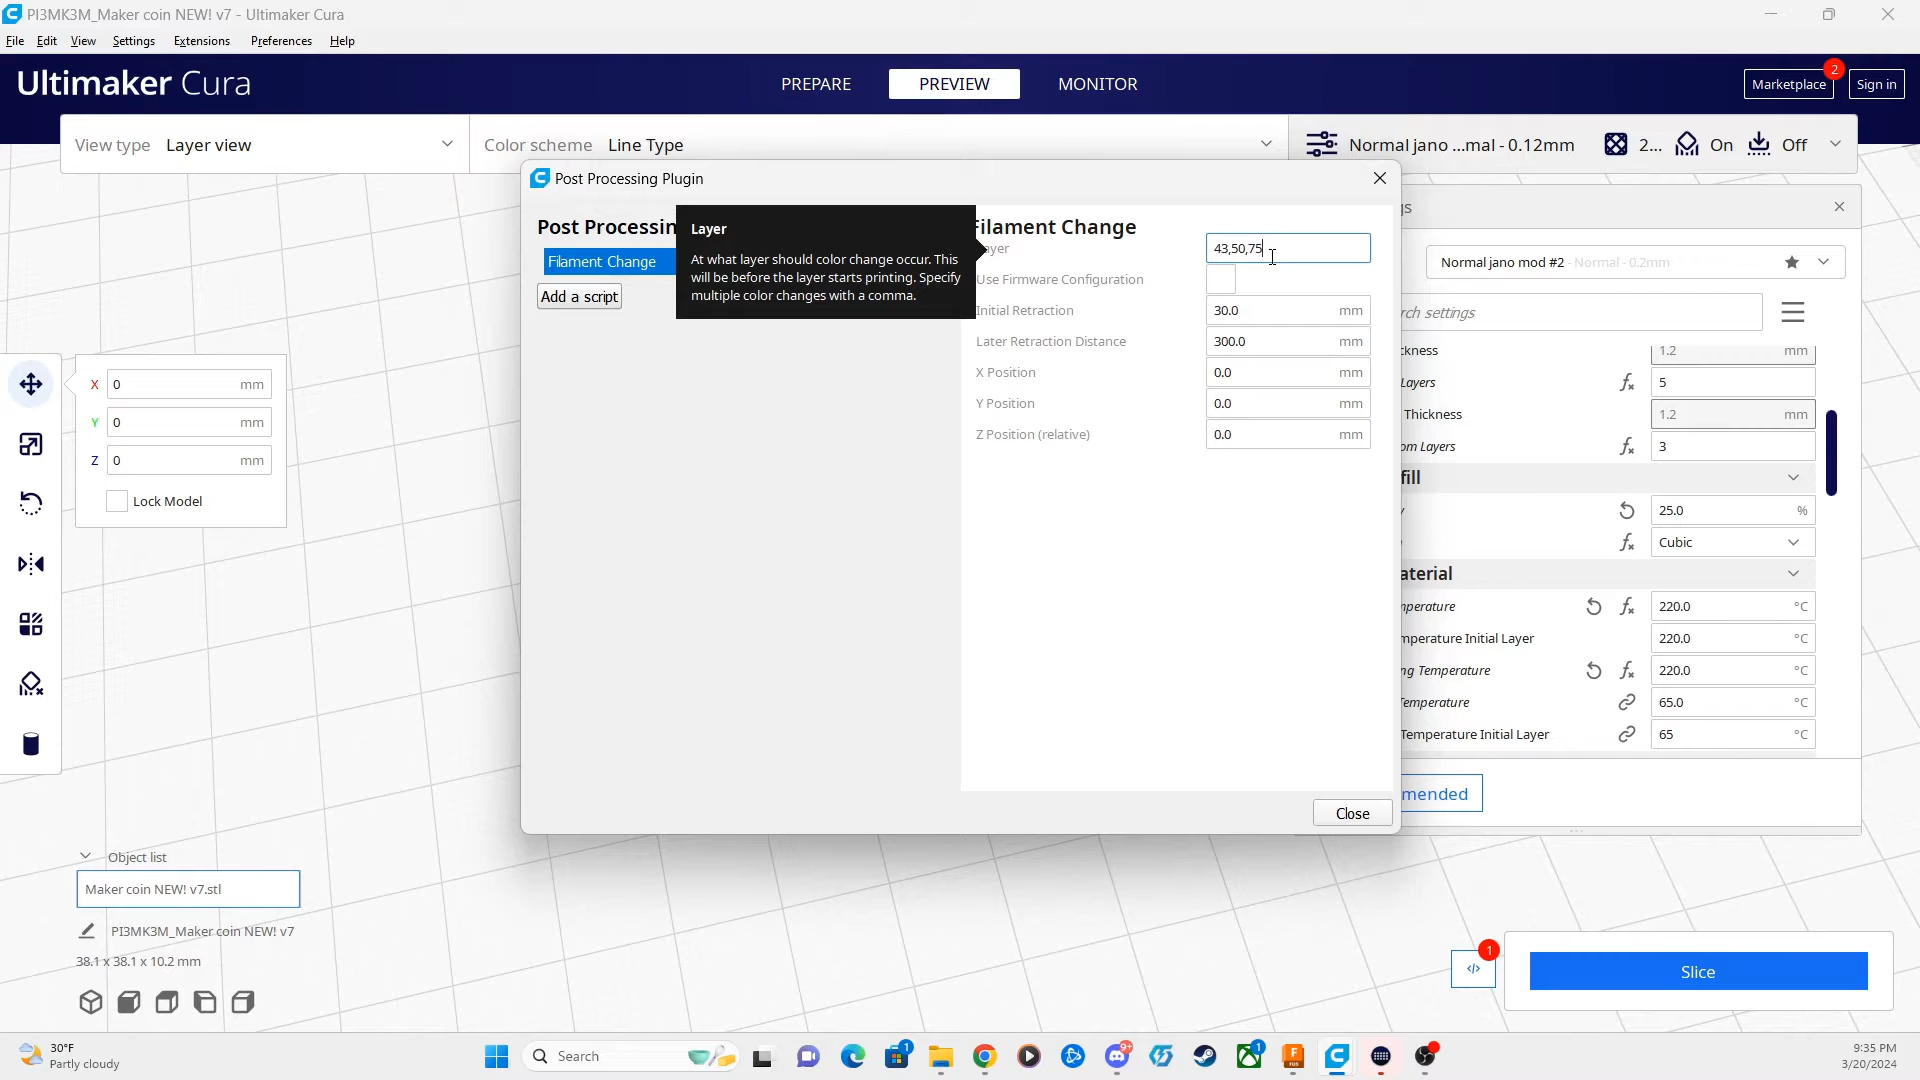 PI3MK3M_Maker coin NEW! v7 - Ultimaker Cura
File Edit View Settings Extensions Preferences Help
Ultimaker Cura
PREPARE PREVIEW MONITOR
Marketplace 2 Sign in
View type Layer view
Color scheme Line Type
Normal jano ...mal - 0.12mm 2... On Off
Post Processing Plugin
Post Processin
Filament Change
Add a script
Layer
At what layer should color change occur. This
will be before the layer starts printing. Specify
multiple color changes with a comma.
Filament Change
ayer 43,50,75
Use Firmware Configuration
Initial Retraction 30.0 mm
Later Retraction Distance 300.0 mm
X Position 0.0 mm
Y Position 0.0 mm
Z Position (relative) 0.0 mm
Close
gs
Normal jano mod #2 - Normal - 0.2mm
rch settings
ckness 1.2 mm
Layers 5
Thickness 1.2 mm
om Layers 3
fill
y 25.0 %
Cubic
aterial
mperature 220.0 °C
mperature Initial Layer 220.0 °C
ng Temperature 220.0 °C
Temperature 65.0 °C
Temperature Initial Layer 65 °C
mended
X 0 mm
Y 0 mm
Z 0 mm
Lock Model
Object list
Maker coin NEW! v7.stl
PI3MK3M_Maker coin NEW! v7
38.1 x 38.1 x 10.2 mm
1
Slice
30°F
Partly cloudy
Search
1
9+
1
9:35 PM
3/20/2024